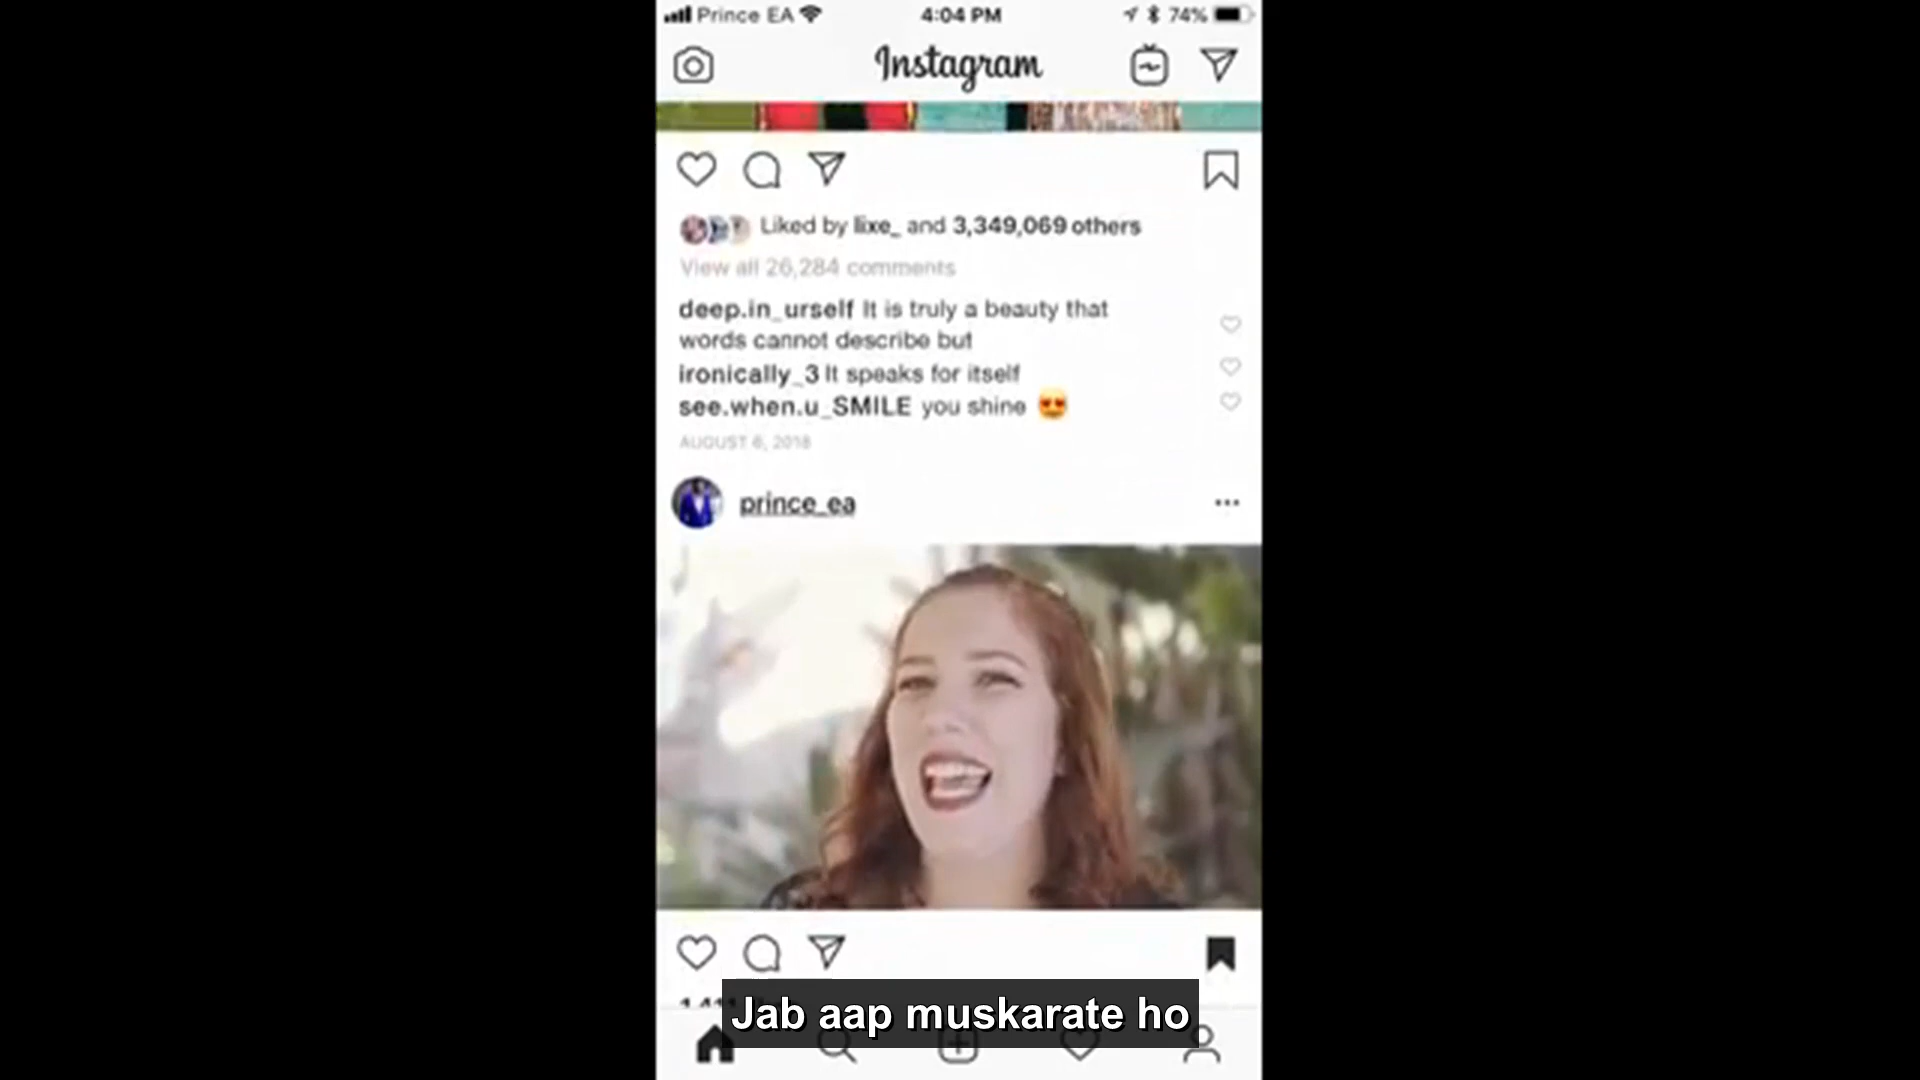 Prince EA 4:04 PM 74%
Instagram
Liked by lixe_ and 3,349,069 others
View all 26,284 comments
deep.in_urself It is truly a beauty that
words cannot describe but
ironically_3 It speaks for itself
see.when.u_SMILE you shine 😍
AUGUST 6, 2018
prince_ea
Jab aap muskarate ho